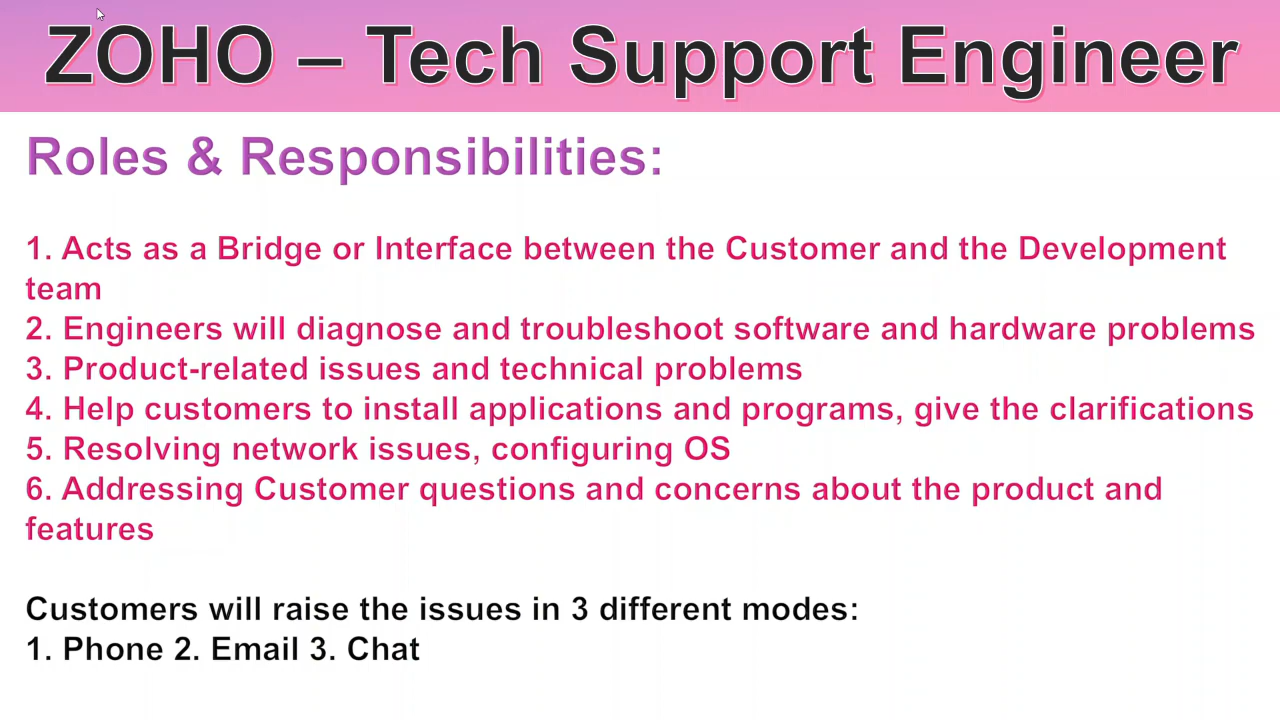 ZOHO – Tech Support Engineer
Roles & Responsibilities:
1. Acts as a Bridge or Interface between the Customer and the Development
team
2. Engineers will diagnose and troubleshoot software and hardware problems
3. Product-related issues and technical problems
4. Help customers to install applications and programs, give the clarifications
5. Resolving network issues, configuring OS
6. Addressing Customer questions and concerns about the product and
features
Customers will raise the issues in 3 different modes:
1. Phone 2. Email 3. Chat